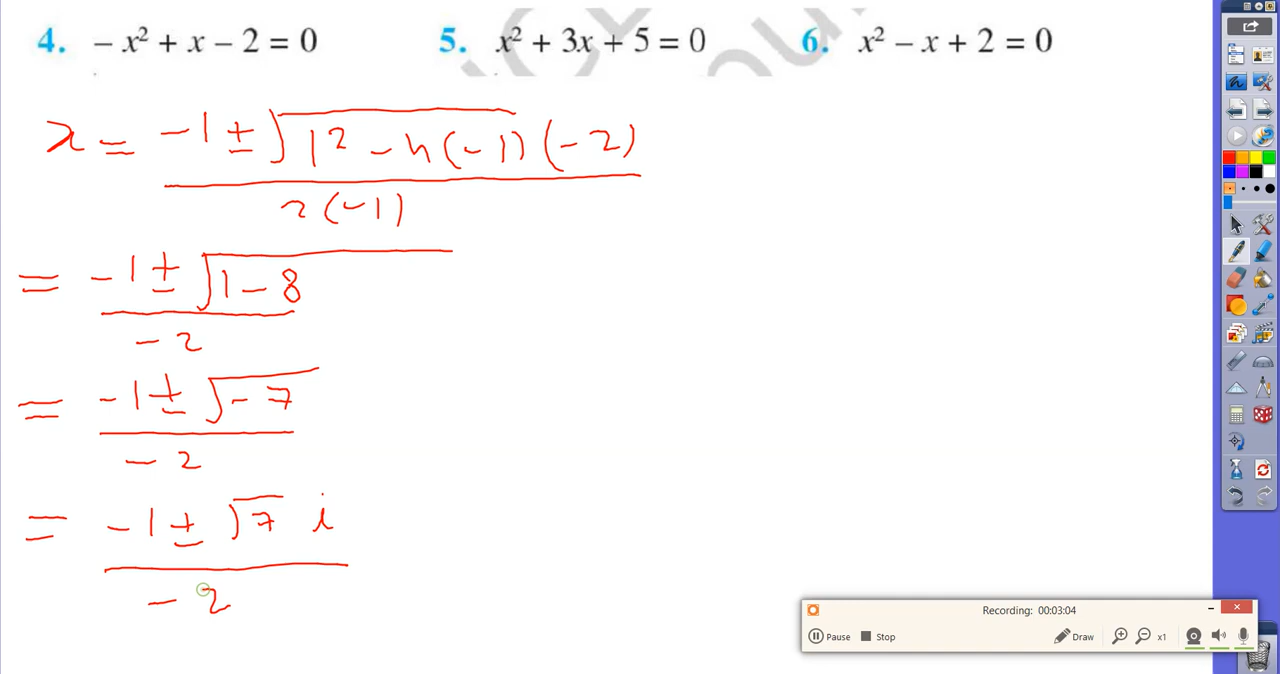 4. – x² + x – 2 = 0 5. x² + 3x + 5 = 0 6. x² – x + 2 = 0
x = (-1 ± √(1² - 4(-1)(-2))) / (2(-1))
= (-1 ± √(1 - 8)) / (-2)
= (-1 ± √(-7)) / (-2)
= (-1 ± √7 i) / (-2)
Recording: 00:03:04
Pause Stop Draw x1